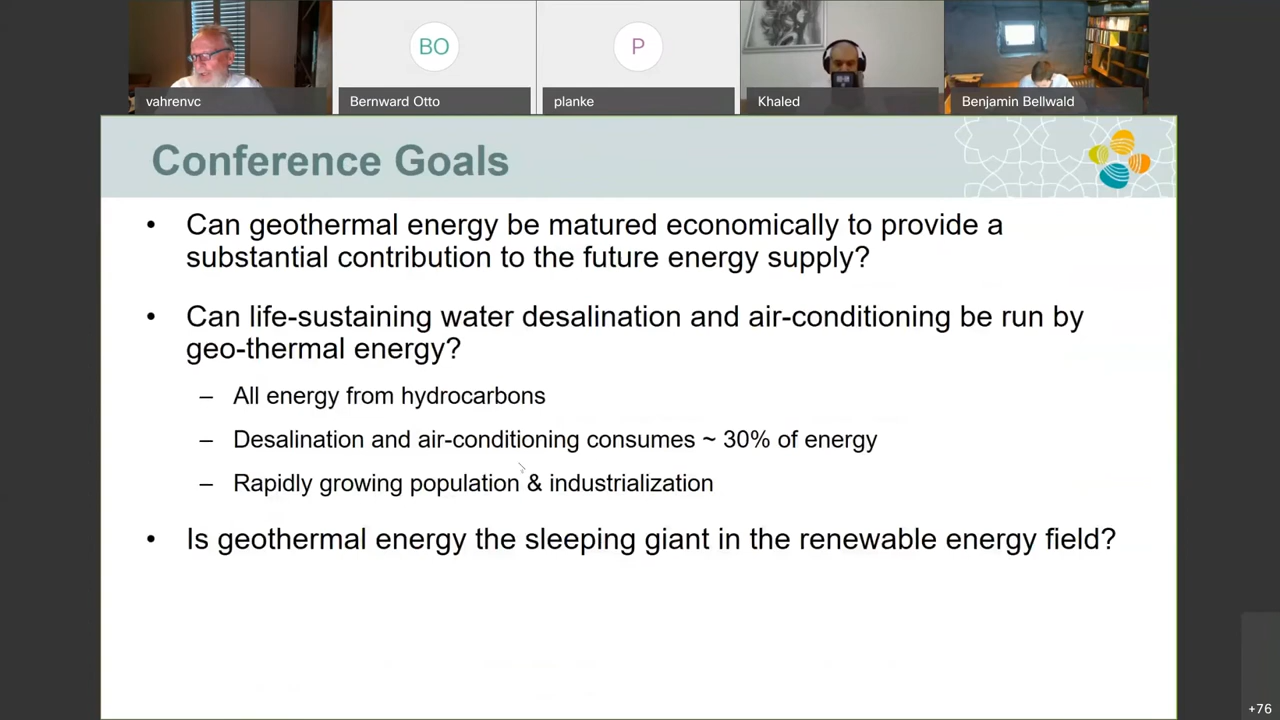 BO
P
vahrenvc
Bernward Otto
planke
Khaled
Benjamin Bellwald
Conference Goals
• Can geothermal energy be matured economically to provide a
substantial contribution to the future energy supply?
• Can life-sustaining water desalination and air-conditioning be run by
geo-thermal energy?
– All energy from hydrocarbons
– Desalination and air-conditioning consumes ~ 30% of energy
– Rapidly growing population & industrialization
• Is geothermal energy the sleeping giant in the renewable energy field?
+76